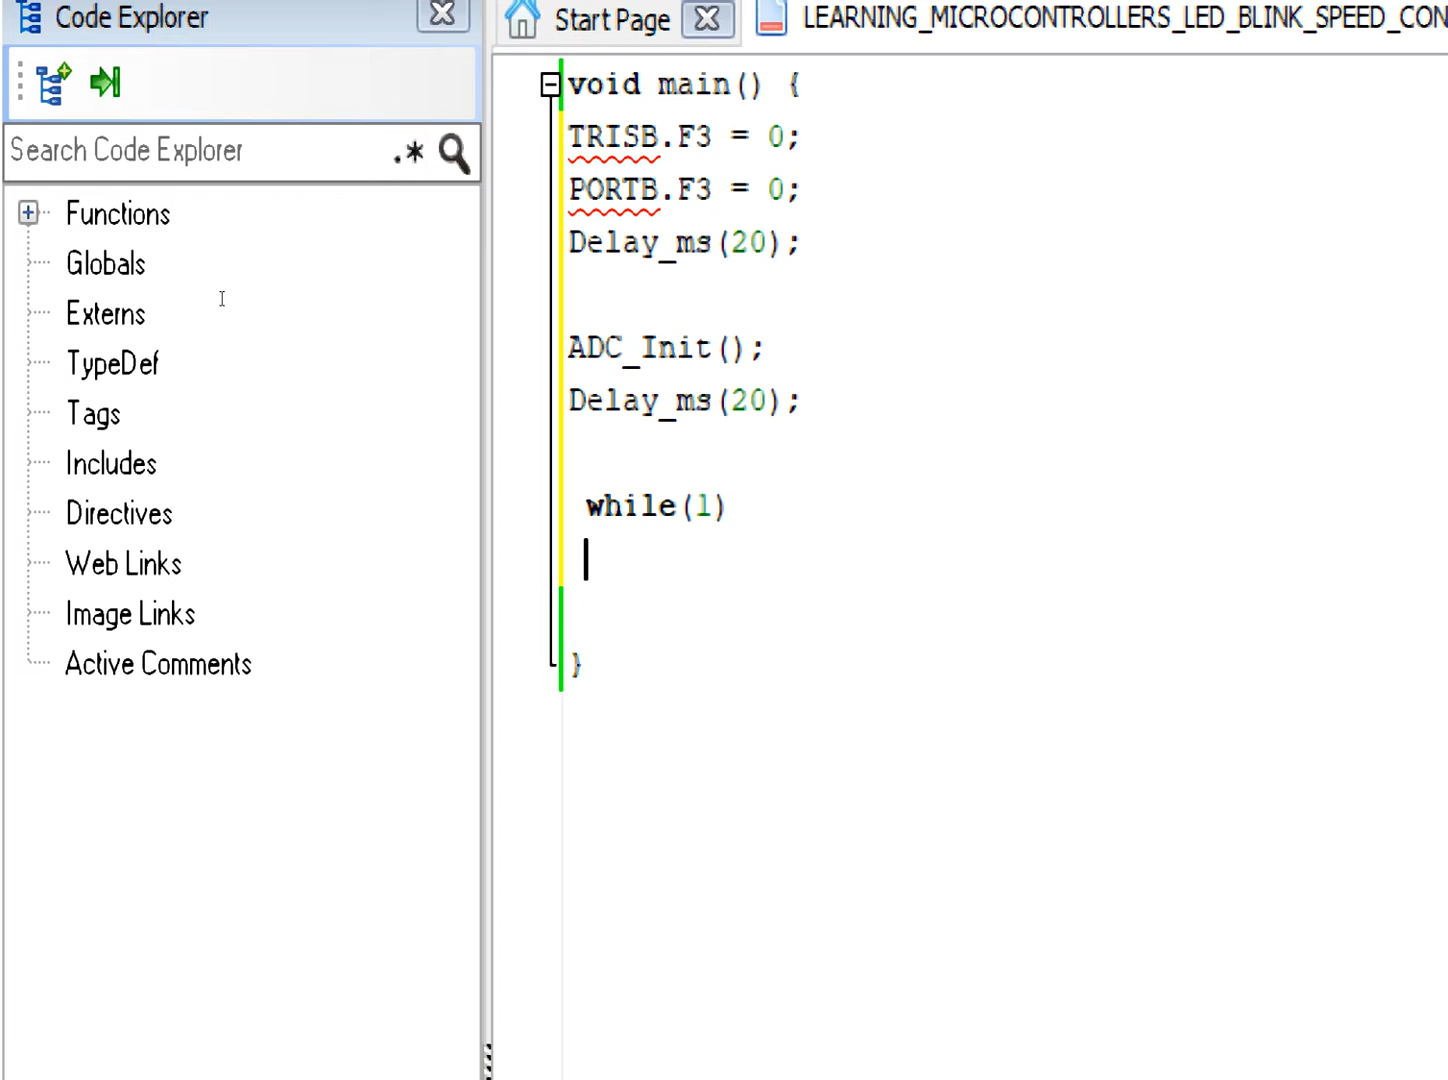 Code Explorer
Start Page
LEARNING_MICROCONTROLLERS_LED_BLINK_SPEED_CON
Search Code Explorer
.*
Functions
Globals
Externs
TypeDef
Tags
Includes
Directives
Web Links
Image Links
Active Comments
void main() {
TRISB.F3 = 0;
PORTB.F3 = 0;
Delay_ms(20);
ADC_Init();
Delay_ms(20);
while(1)
}